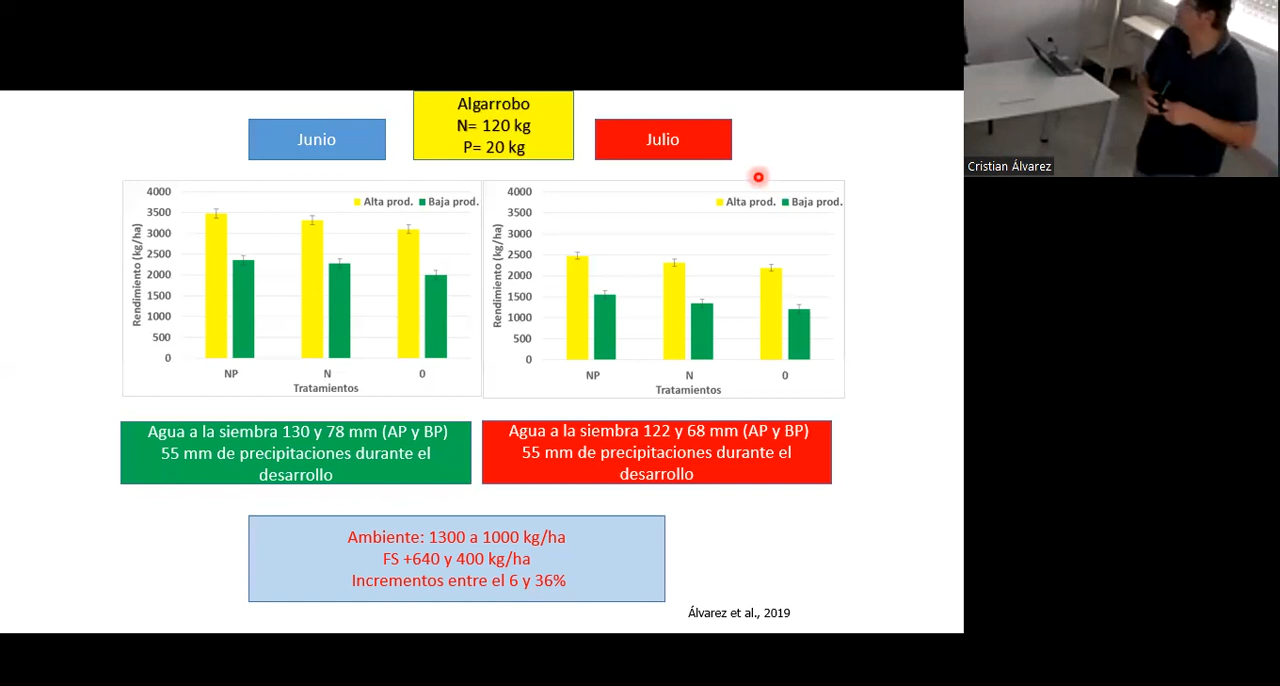 Algarrobo
N= 120 kg
P= 20 kg
Junio
Julio
Cristian Álvarez
Rendimiento (kg/ha)
4000
3500
3000
2500
2000
1500
1000
500
0
Alta prod. Baja prod.
NP N 0
Tratamientos
Rendimiento (kg/ha)
4000
3500
3000
2500
2000
1500
1000
500
0
Alta prod. Baja prod.
NP N 0
Tratamientos
Agua a la siembra 130 y 78 mm (AP y BP)
55 mm de precipitaciones durante el
desarrollo
Agua a la siembra 122 y 68 mm (AP y BP)
55 mm de precipitaciones durante el
desarrollo
Ambiente: 1300 a 1000 kg/ha
FS +640 y 400 kg/ha
Incrementos entre el 6 y 36%
Álvarez et al., 2019